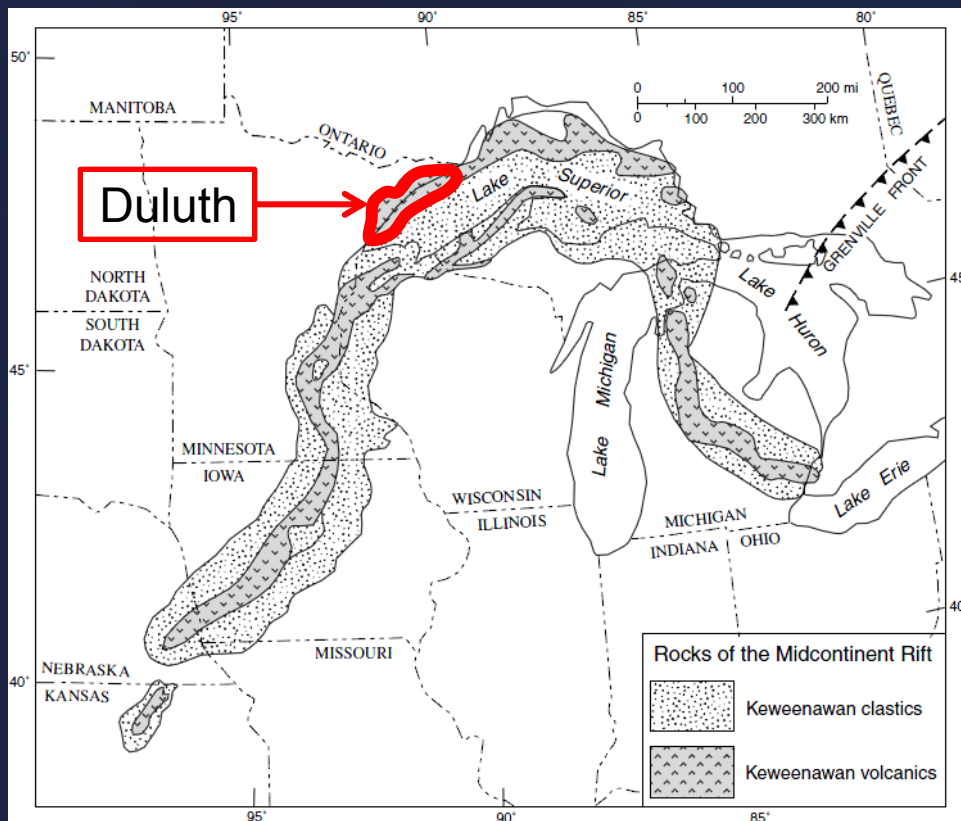 95° 90° 85° 80°
50°
MANITOBA
ONTARIO
QUEBEC
0 100 200 mi
0 100 200 300 km
GRENVILLE FRONT
Duluth
Lake Superior
NORTH DAKOTA
SOUTH DAKOTA
45°
45°
Lake Huron
Lake Michigan
MINNESOTA
IOWA
WISCONSIN
ILLINOIS
MICHIGAN
INDIANA OHIO
Lake Erie
40°
MISSOURI
NEBRASKA
KANSAS
40°
Rocks of the Midcontinent Rift
Keweenawan clastics
Keweenawan volcanics
95° 90° 85°